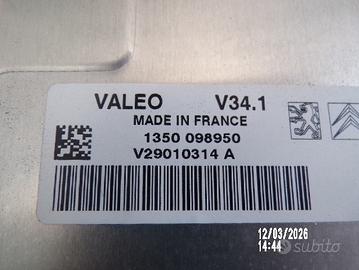 VALEO V34.1
MADE IN FRANCE
1350 098950
V29010314 A
12/03/2026
14:44
subito